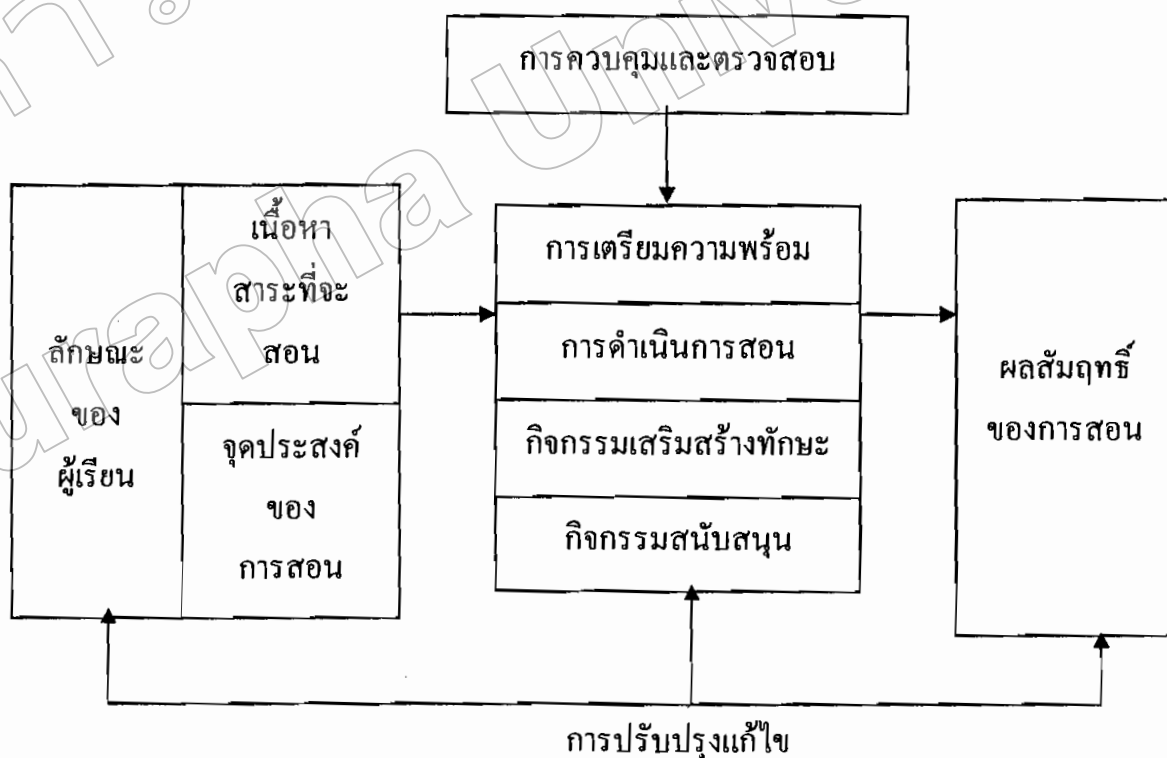 การควบคุมและตรวจสอบ
ลักษณะ
ของ
ผู้เรียน
เนื้อหา
สาระที่จะ
สอน
จุดประสงค์
ของ
การสอน
การเตรียมความพร้อม
การดำเนินการสอน
กิจกรรมเสริมสร้างทักษะ
กิจกรรมสนับสนุน
ผลสัมฤทธิ์
ของการสอน
การปรับปรุงแก้ไข
urapha Unive